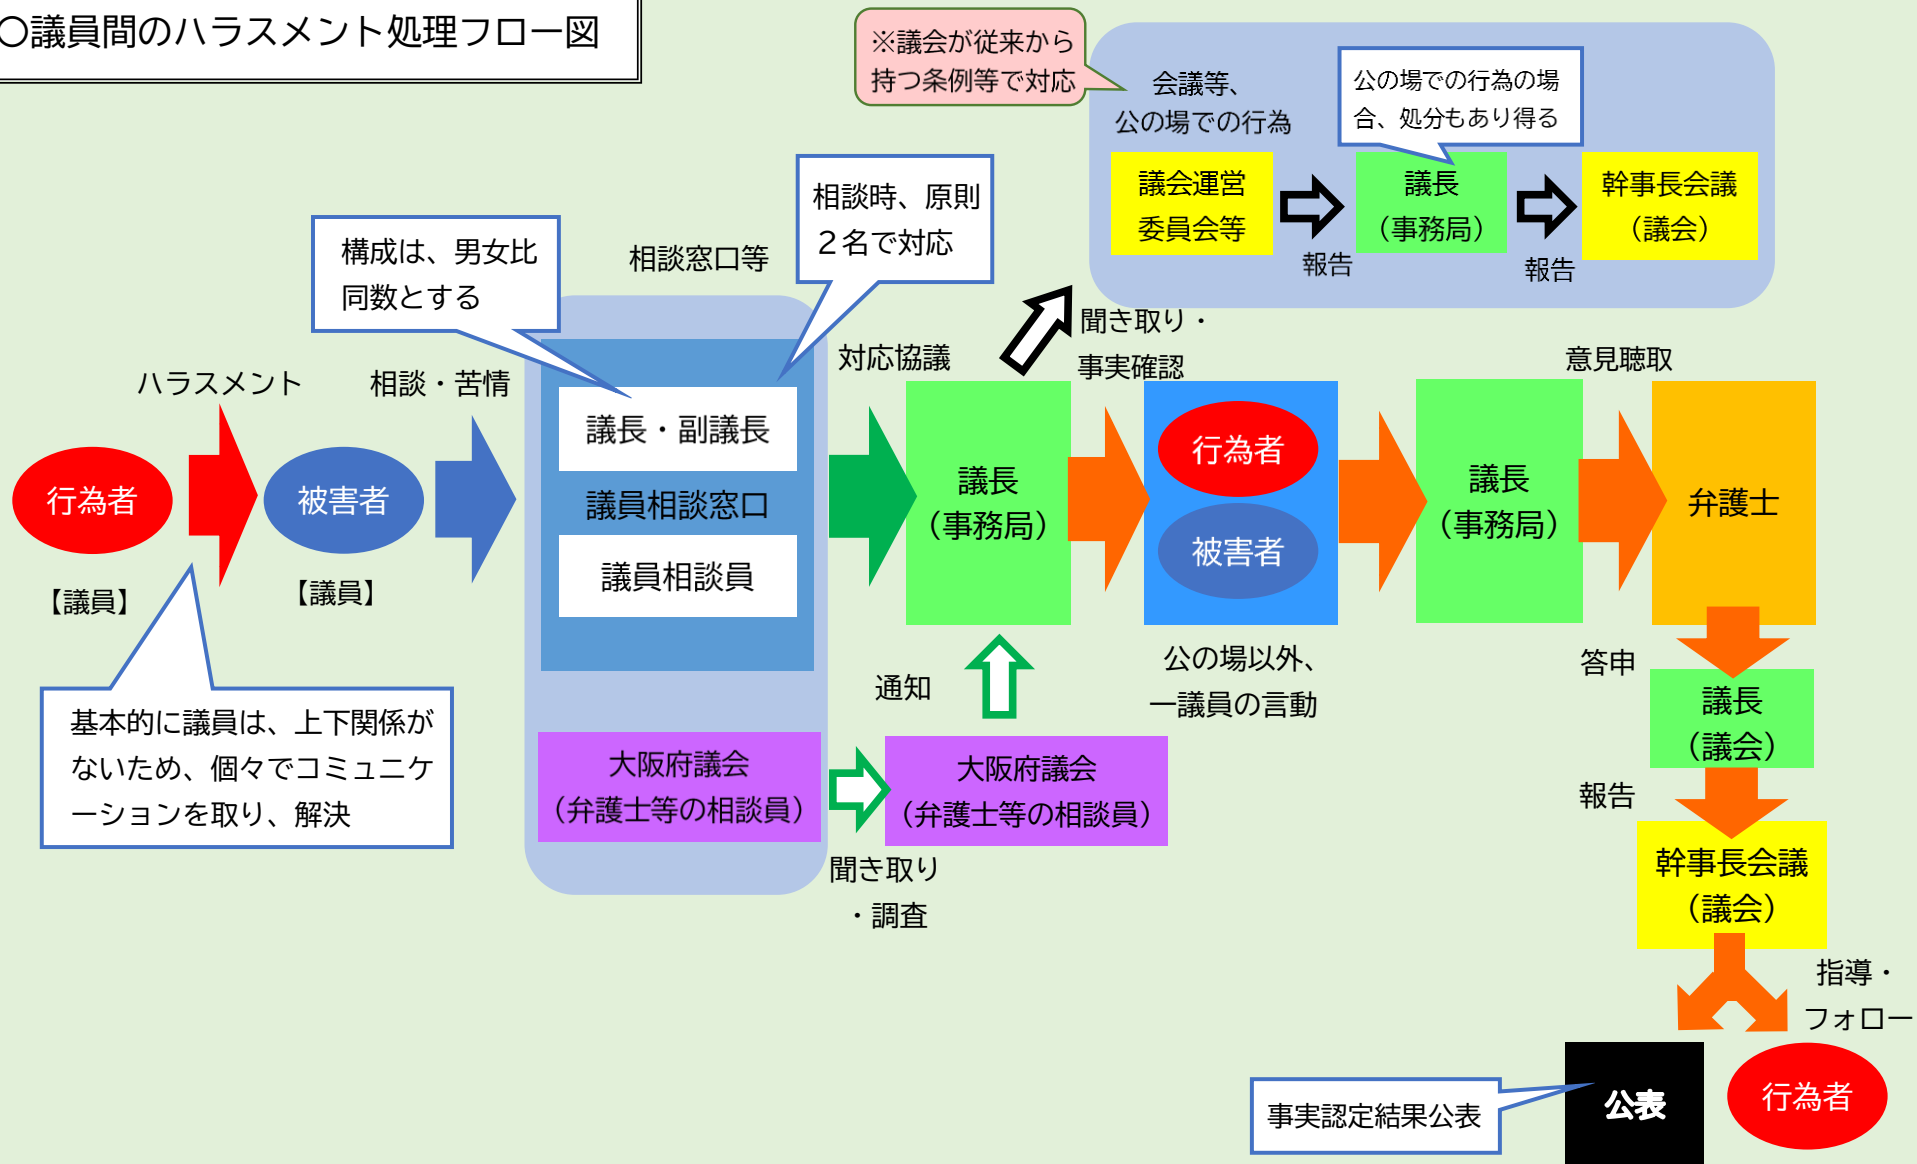 〇議員間のハラスメント処理フロー図
※議会が従来から
持つ条例等で対応
会議等、
公の場での行為
公の場での行為の場
合、処分もあり得る
議会運営
委員会等
報告
議長
（事務局）
報告
幹事長会議
（議会）
構成は、男女比
同数とする
相談窓口等
相談時、原則
２名で対応
ハラスメント
相談・苦情
対応協議
聞き取り・
事実確認
意見聴取
行為者
【議員】
被害者
【議員】
議長・副議長
議員相談窓口
議員相談員
議長
（事務局）
行為者
被害者
公の場以外、
一議員の言動
議長
（事務局）
弁護士
基本的に議員は、上下関係が
ないため、個々でコミュニケ
ーションを取り、解決
大阪府議会
（弁護士等の相談員）
聞き取り
・調査
通知
大阪府議会
（弁護士等の相談員）
答申
議長
（議会）
報告
幹事長会議
（議会）
指導・
フォロー
事実認定結果公表
公表
行為者